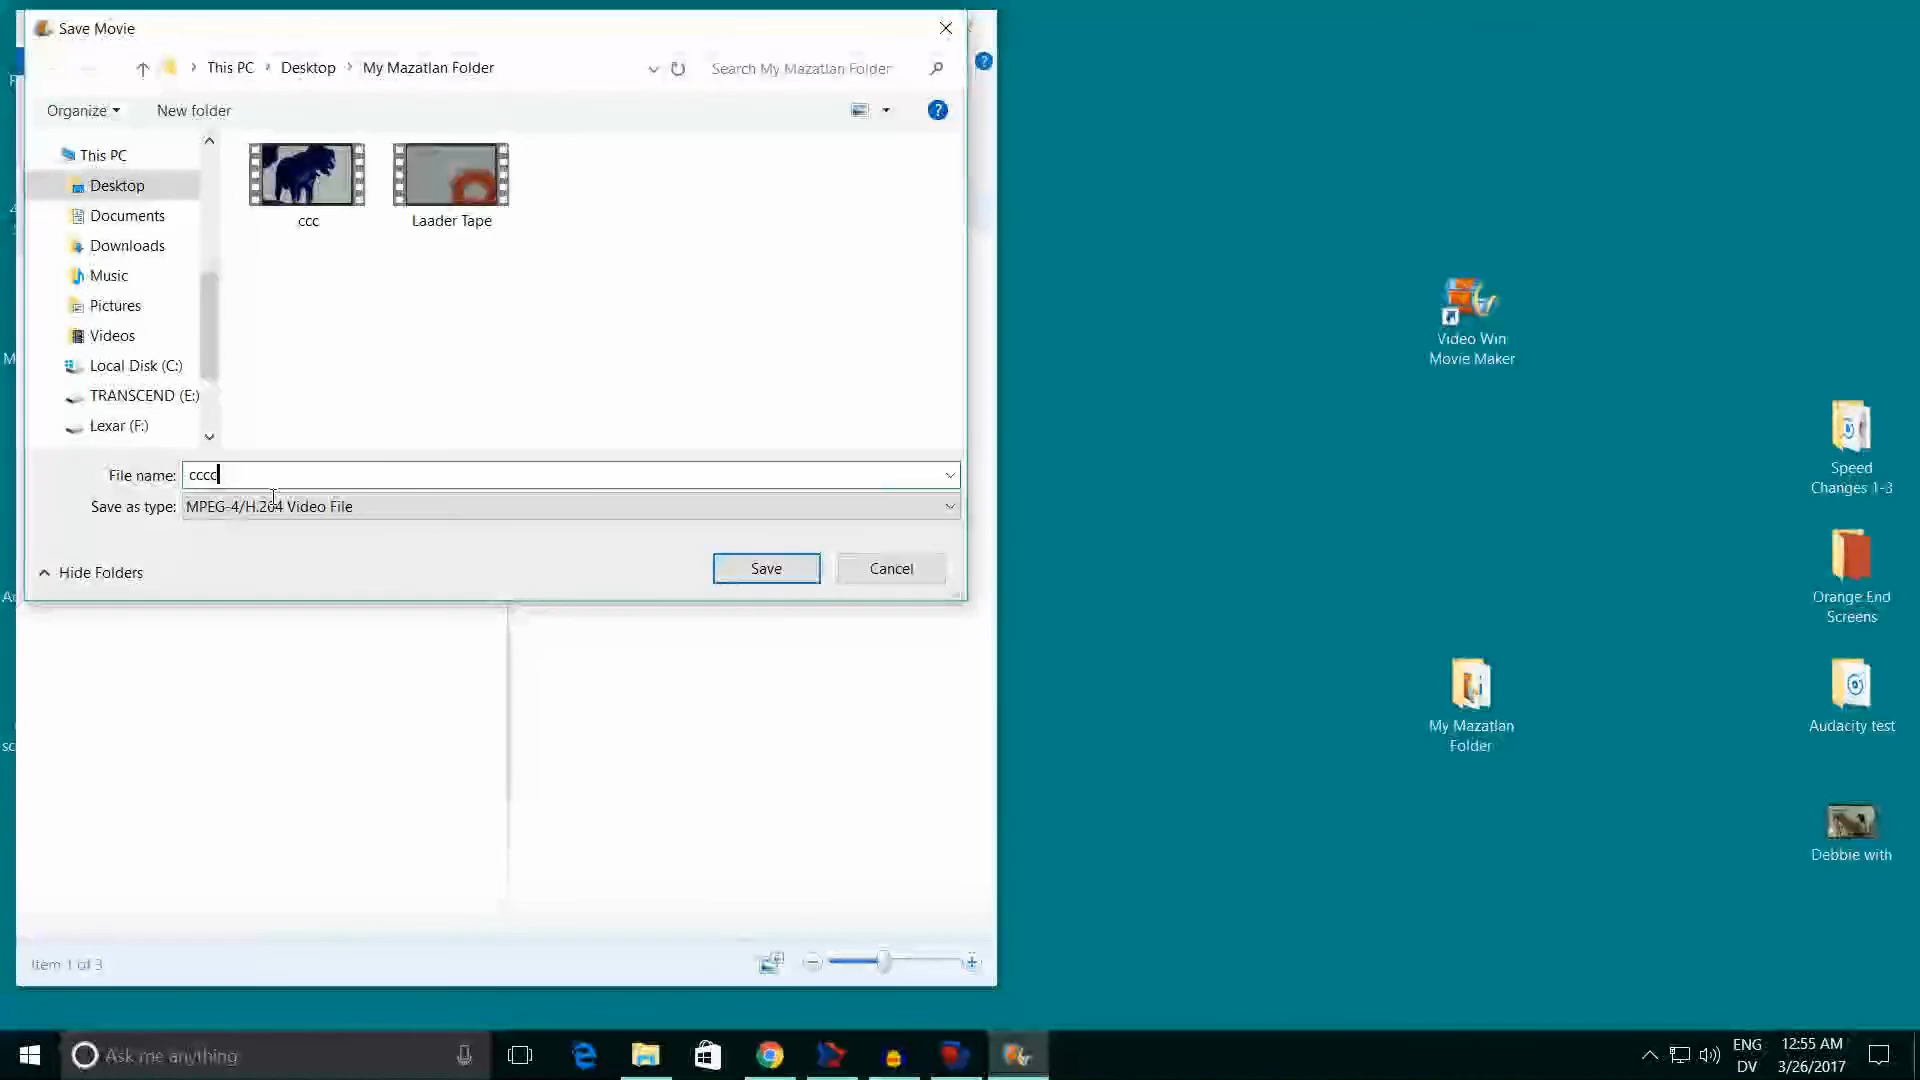 Save Movie
This PC > Desktop > My Mazatlan Folder
Search My Mazatlan Folder
Organize
New folder
This PC
Desktop
Documents
Downloads
Music
Pictures
Videos
Local Disk (C:)
TRANSCEND (E:)
Lexar (F:)
ccc
Laader Tape
File name: cccc
Save as type: MPEG-4/H.264 Video File
Hide Folders
Save
Cancel
Item 1 of 3
Video Win
Movie Maker
Speed
Changes 1-3
Orange End
Screens
My Mazatlan
Folder
Audacity test
Debbie with
Ask me anything
ENG
DV
12:55 AM
3/26/2017